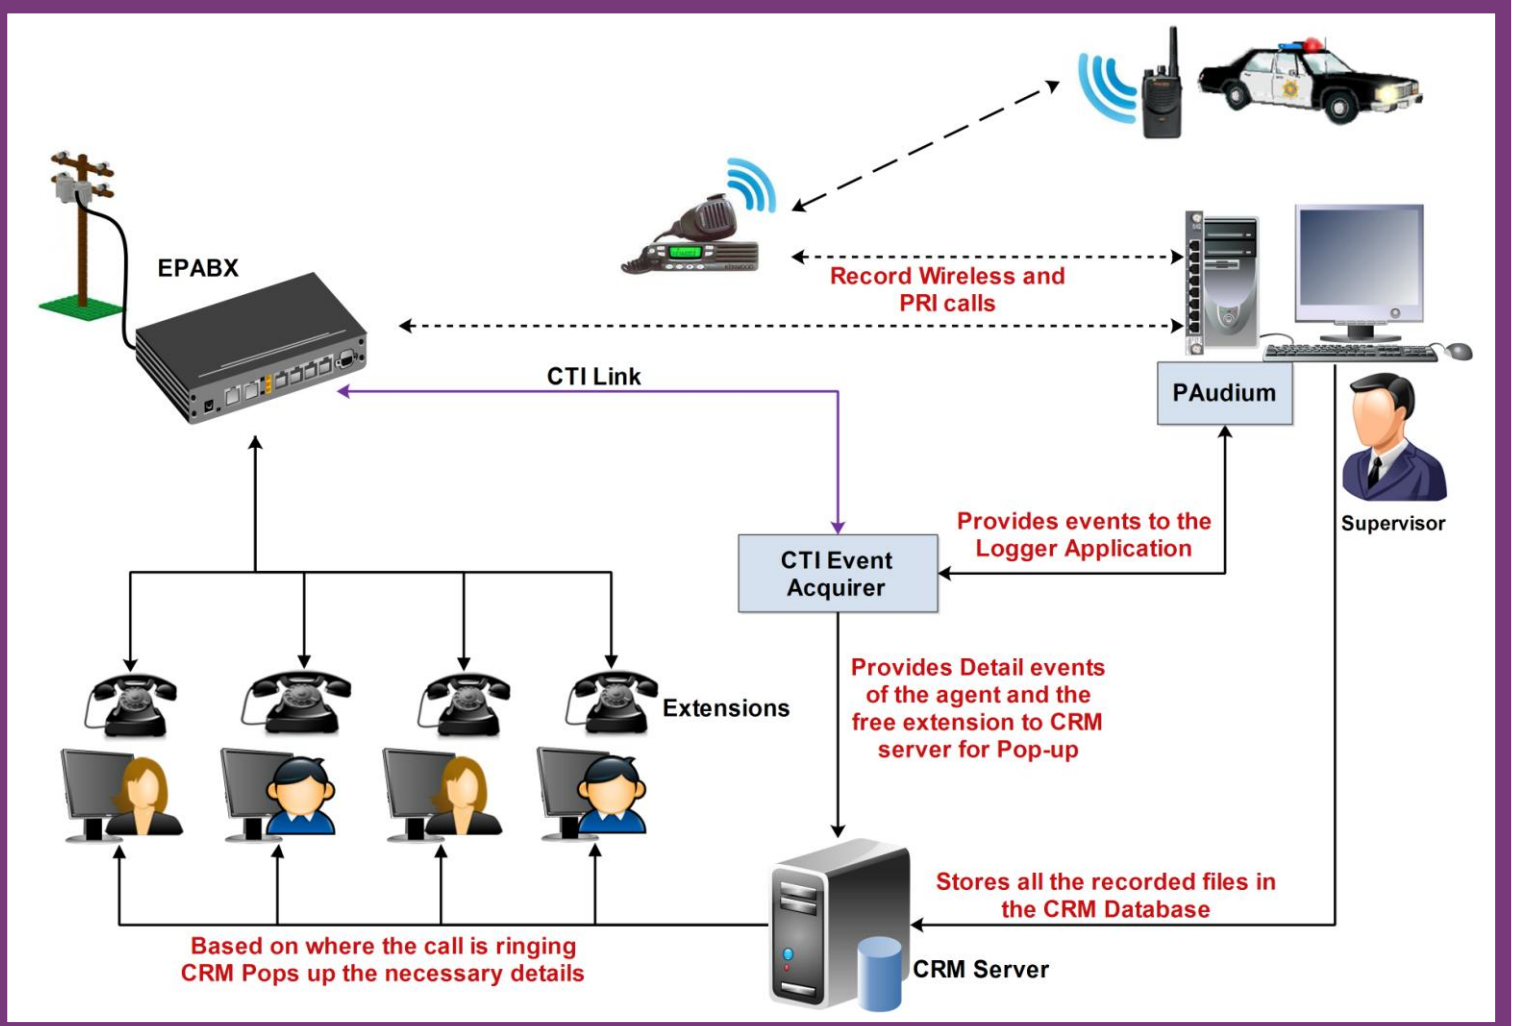 EPABX
Record Wireless and
PRI calls
CTI Link
PAudium
Supervisor
Provides events to the
Logger Application
CTI Event
Acquirer
Provides Detail events
of the agent and the
free extension to CRM
server for Pop-up
Extensions
Stores all the recorded files in
the CRM Database
Based on where the call is ringing
CRM Pops up the necessary details
CRM Server